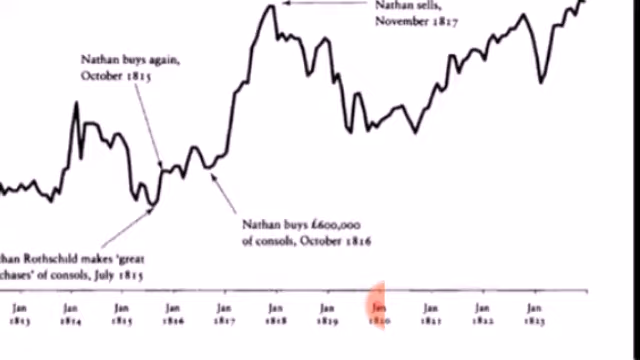 Nathan sells,
November 1817
Nathan buys again,
October 1815
Nathan buys £600,000
of consols, October 1816
than Rothschild makes 'great
chases' of consols, July 1815
Jan Jan Jan Jan Jan Jan Jan Jan Jan Jan Jan
1813 1814 1815 1816 1817 1818 1819 1820 1821 1822 1823